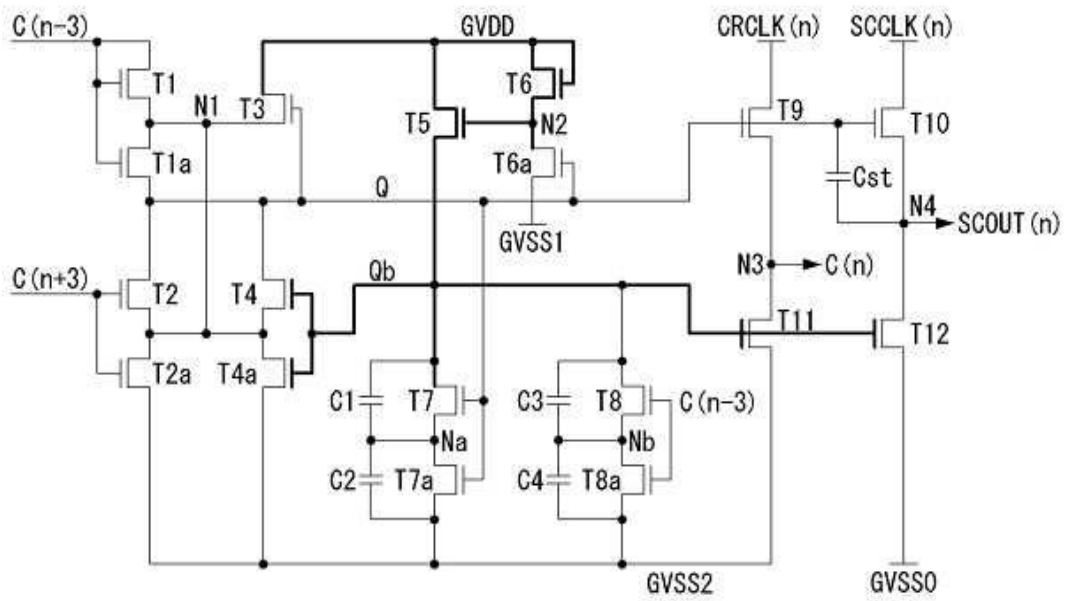 C(n-3)
GVDD
CRCLK(n)
SCCLK(n)
T1
N1
T3
T6
T5
N2
T9
T10
T1a
T6a
Cst
Q
N4
SCOUT(n)
GVSS1
C(n+3)
Qb
N3
C(n)
T2
T4
T11
T12
T2a
T4a
C1
T7
C3
T8
C(n-3)
Na
Nb
C2
T7a
C4
T8a
GVSS2
GVSS0